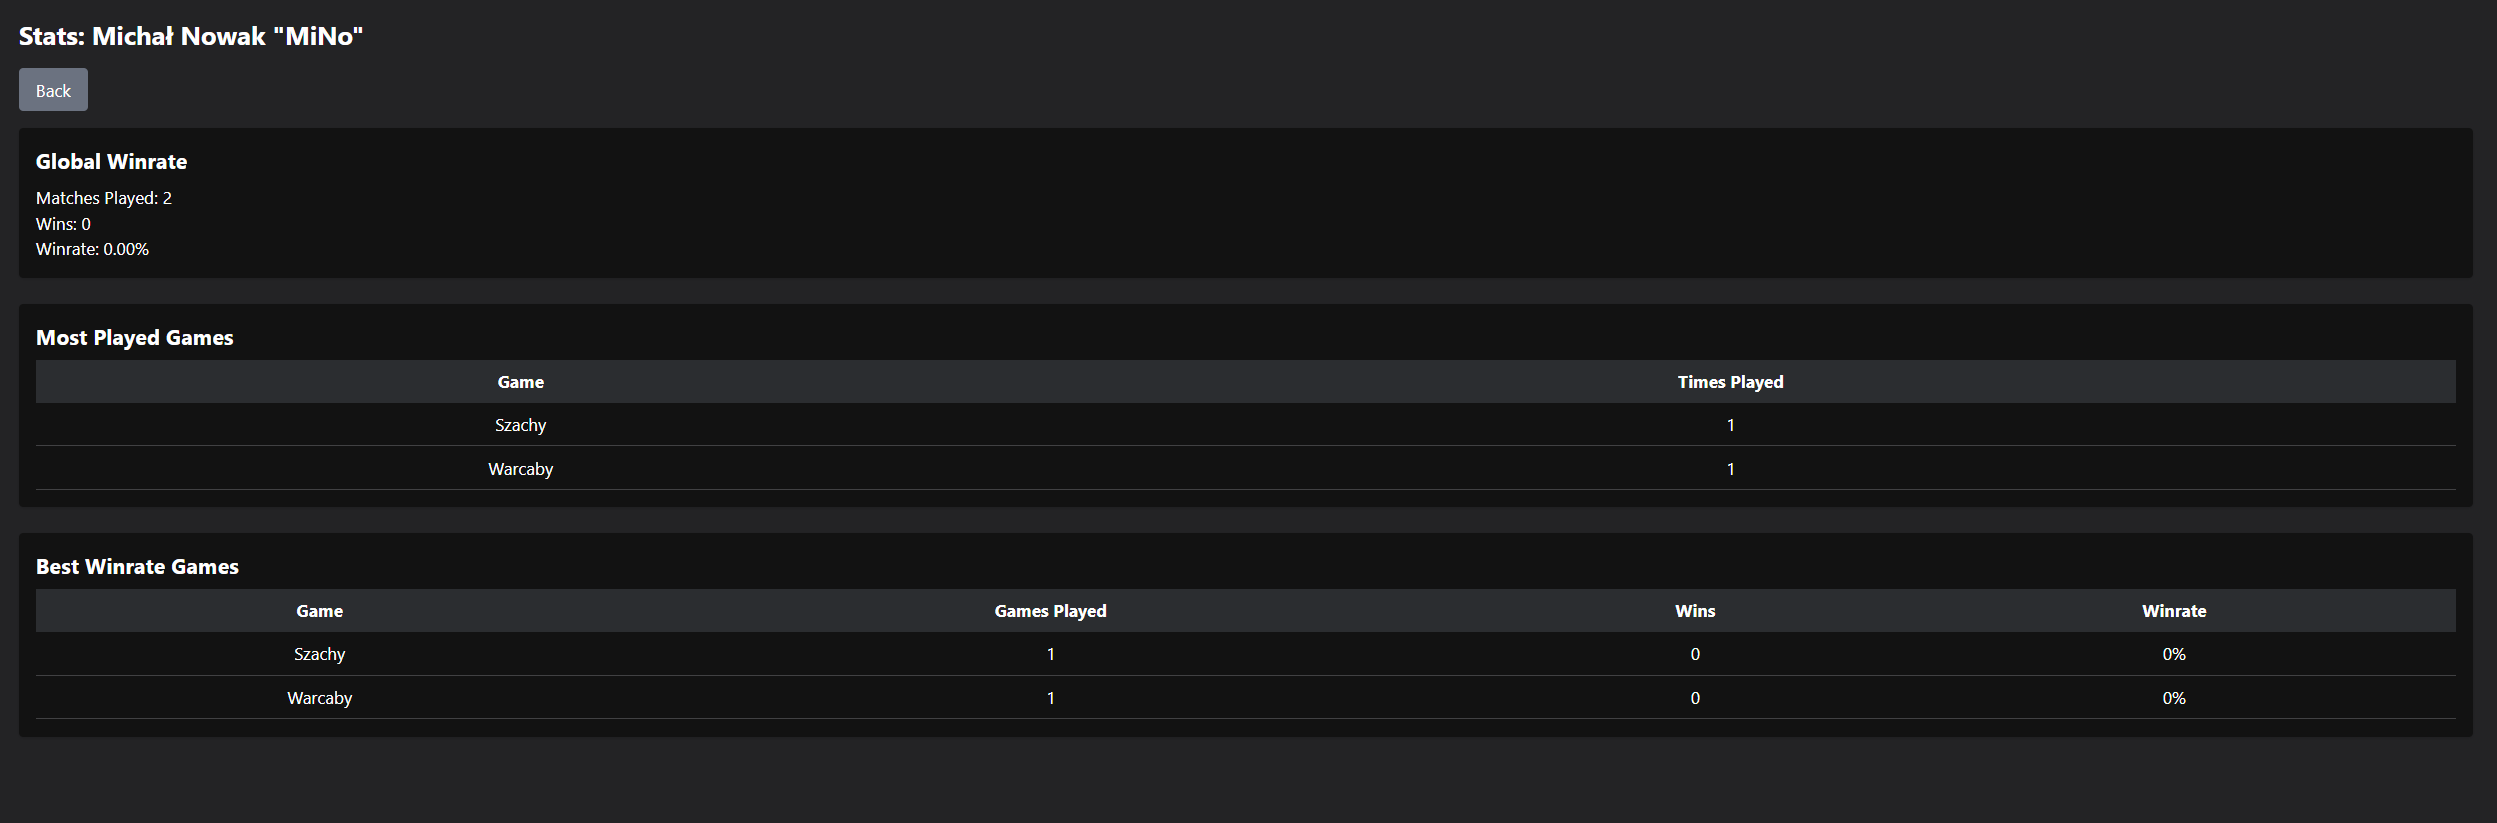 Stats: Michał Nowak "MiNo"
Back
Global Winrate
Matches Played: 2
Wins: 0
Winrate: 0.00%
Most Played Games
Game Times Played
Szachy 1
Warcaby 1
Best Winrate Games
Game Games Played Wins Winrate
Szachy 1 0 0%
Warcaby 1 0 0%